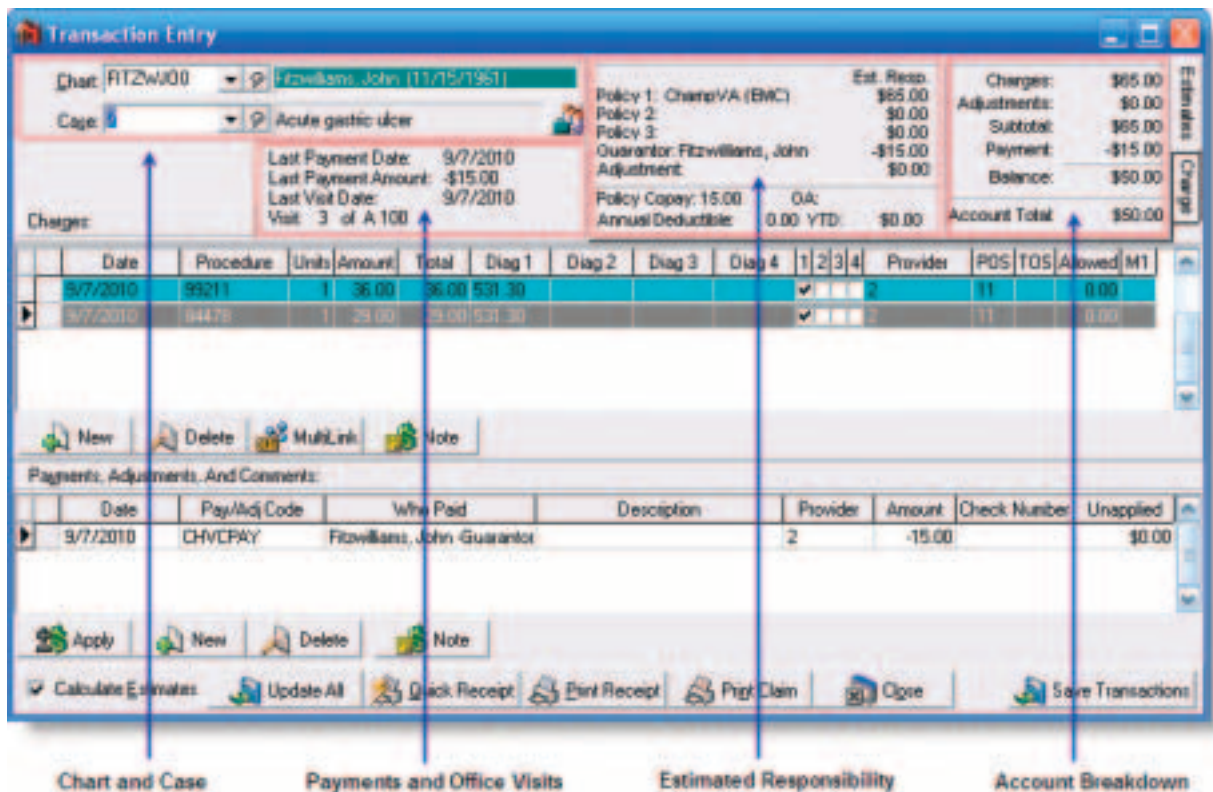 Transaction Entry
Chart: FITZWJO0 Fitzwilliams, John (11/15/1961)
Case: Acute gastric ulcer
Last Payment Date: 9/7/2010
Last Payment Amount: -$15.00
Last Visit Date: 9/7/2010
Visit: 3 of A 100
Charges:
Est. Resp.
Policy 1: ChampVA (EMC) $65.00
Policy 2: $0.00
Policy 3: $0.00
Guarantor: Fitzwilliams, John -$15.00
Adjustment: $0.00
Policy Copay: 15.00 OA:
Annual Deductible: 0.00 YTD: $0.00
Charges: $65.00
Adjustments: $0.00
Subtotal: $65.00
Payment: -$15.00
Balance: $50.00
Account Total: $50.00
Estimates
Charge
Date Procedure Units Amount Total Diag 1 Diag 2 Diag 3 Diag 4 1 2 3 4 Provider POS TOS Allowed M1
9/7/2010 99211 1 36.00 36.00 531.30 2 11 0.00
9/7/2010 84478 1 29.00 29.00 531.30 2 11 0.00
New Delete MultiLink Note
Payments, Adjustments, And Comments:
Date Pay/Adj Code Who Paid Description Provider Amount Check Number Unapplied
9/7/2010 CHVCPAY Fitzwilliams, John -Guarantor 2 -15.00 $0.00
Apply New Delete Note
Calculate Estimates Update All Quick Receipt Print Receipt Print Claim Close Save Transactions
Chart and Case Payments and Office Visits Estimated Responsibility Account Breakdown